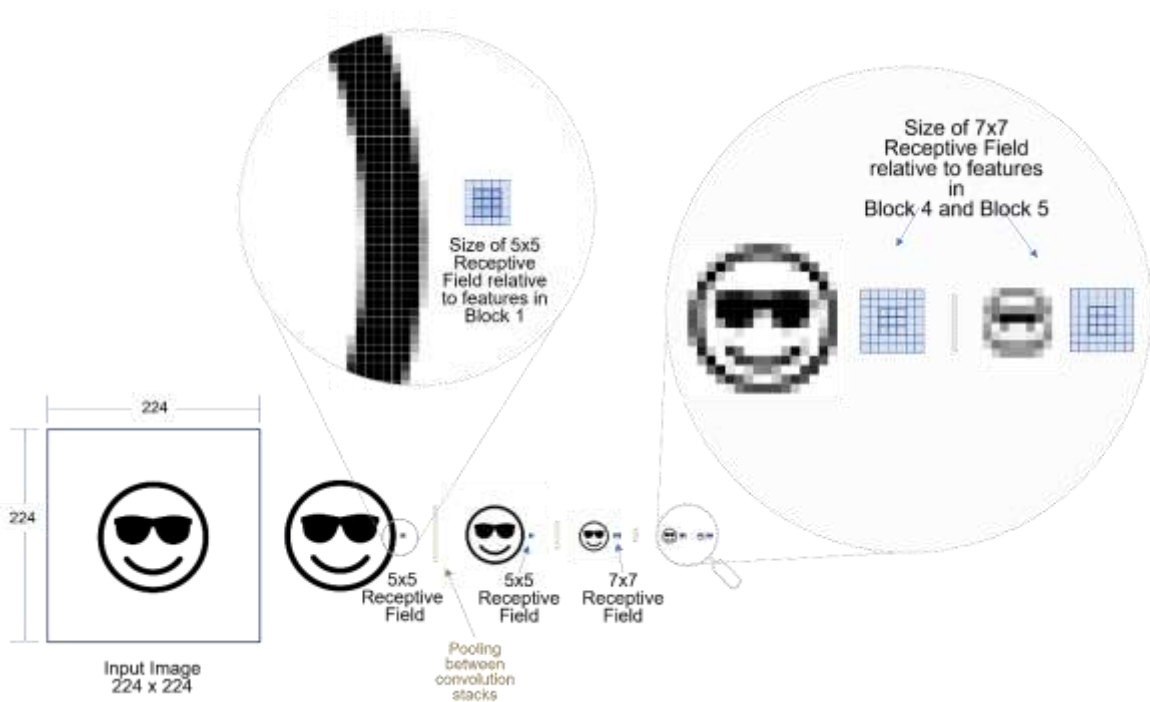 Size of 5x5
Receptive
Field relative
to features in
Block 1
Size of 7x7
Receptive Field
relative to features
in
Block 4 and Block 5
224
224
Input Image
224 x 224
5x5
Receptive
Field
5x5
Receptive
Field
7x7
Receptive
Field
Pooling
between
convolution
stacks